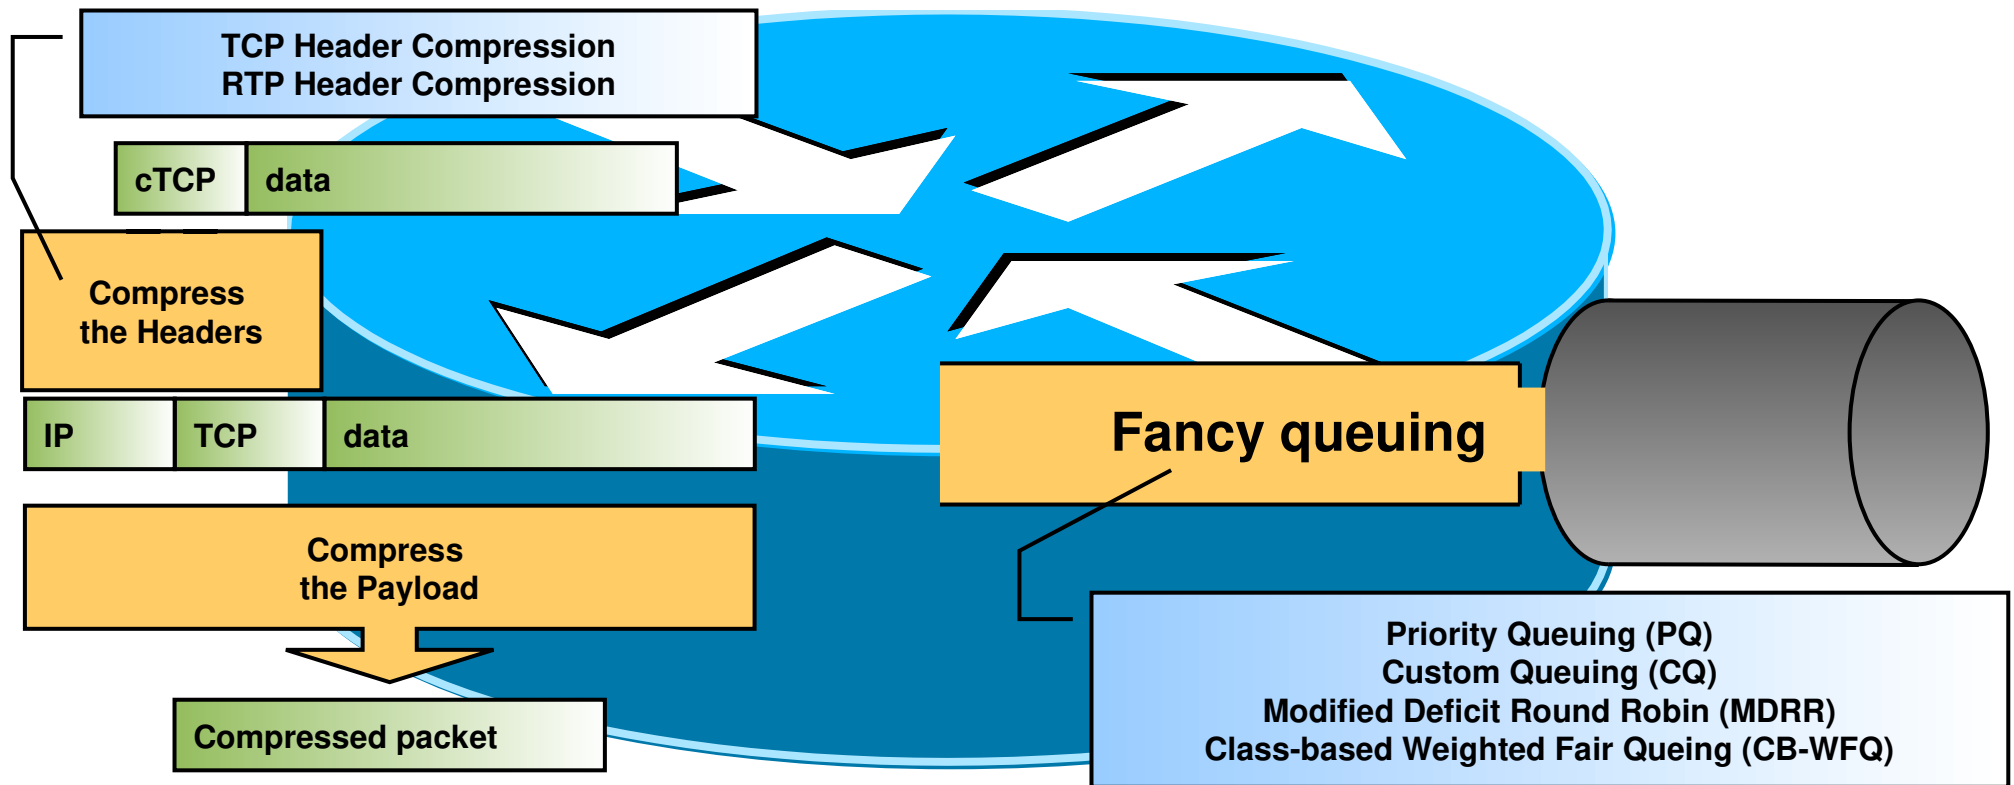 TCP Header Compression
RTP Header Compression
cTCP data
Compress
the Headers
IP TCP data
Fancy queuing
Compress
the Payload
Compressed packet
Priority Queuing (PQ)
Custom Queuing (CQ)
Modified Deficit Round Robin (MDRR)
Class-based Weighted Fair Queing (CB-WFQ)